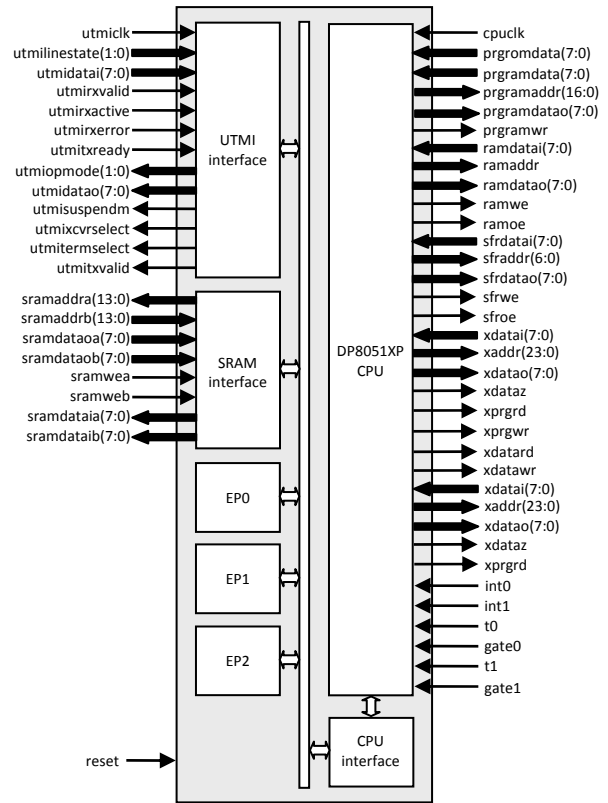 utmiclk
utmilinestate(1:0)
utmidatai(7:0)
utmirxvalid
utmirxactive
utmirxerror
utmitxready
utmiopmode(1:0)
utmidatao(7:0)
utmisuspendm
utmixcvrselect
utmitermselect
utmitxvalid
sramaddra(13:0)
sramaddrb(13:0)
sramdataoa(7:0)
sramdataob(7:0)
sramwea
sramweb
sramdataia(7:0)
sramdataib(7:0)
reset
UTMI
interface
SRAM
interface
EP0
EP1
EP2
DP8051XP
CPU
CPU
interface
cpuclk
prgromdata(7:0)
prgramdata(7:0)
prgramaddr(16:0)
prgramdatao(7:0)
prgramwr
ramdatai(7:0)
ramaddr
ramdatao(7:0)
ramwe
ramoe
sfrdatai(7:0)
sfraddr(6:0)
sfrdatao(7:0)
sfrwe
sfroe
xdatai(7:0)
xaddr(23:0)
xdatao(7:0)
xdataz
xprgrd
xprgwr
xdatard
xdatawr
xdatai(7:0)
xaddr(23:0)
xdatao(7:0)
xdataz
xprgrd
int0
int1
t0
gate0
t1
gate1